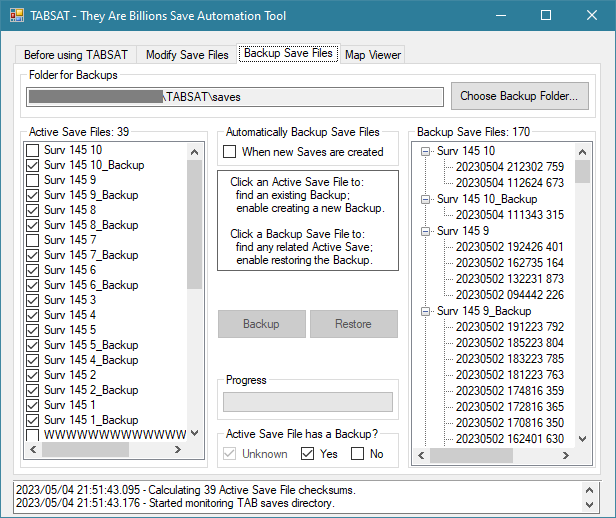 TABSAT - They Are Billions Save Automation Tool
Before using TABSAT
Modify Save Files
Backup Save Files
Map Viewer
Folder for Backups
\TABSAT\saves
Choose Backup Folder...
Active Save Files: 39
Surv 145 10
Surv 145 10_Backup
Surv 145 9
Surv 145 9_Backup
Surv 145 8
Surv 145 8_Backup
Surv 145 7
Surv 145 7_Backup
Surv 145 6
Surv 145 6_Backup
Surv 145 3
Surv 145 4
Surv 145 5
Surv 145 5_Backup
Surv 145 2
Surv 145 2_Backup
Surv 145 1
Surv 145 1_Backup
WWWWWWWWWWWWW
Automatically Backup Save Files
When new Saves are created
Click an Active Save File to:
find an existing Backup;
enable creating a new Backup.
Click a Backup Save File to:
find any related Active Save;
enable restoring the Backup.
Backup
Restore
Progress
Active Save File has a Backup?
Unknown
Yes
No
Backup Save Files: 170
Surv 145 10
20230504 212302 759
20230504 112624 673
Surv 145 10_Backup
20230504 111343 315
Surv 145 9
20230502 192426 401
20230502 162735 164
20230502 132231 873
20230502 094442 226
Surv 145 9_Backup
20230502 191223 792
20230502 185223 804
20230502 183223 785
20230502 181223 763
20230502 174816 359
20230502 172816 365
20230502 170816 350
20230502 162401 630
2023/05/04 21:51:43.095 - Calculating 39 Active Save File checksums.
2023/05/04 21:51:43.176 - Started monitoring TAB saves directory.